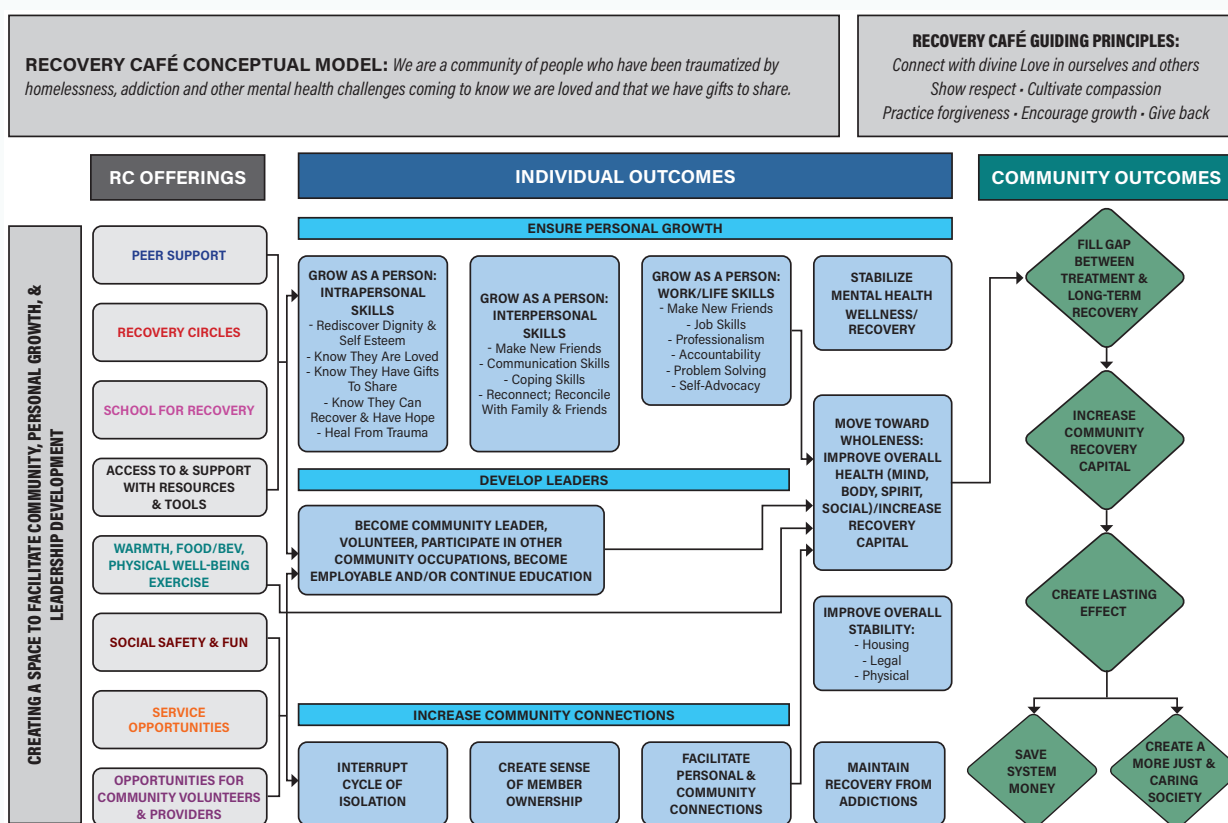 RECOVERY CAFÉ CONCEPTUAL MODEL: We are a community of people who have been traumatized by
homelessness, addiction and other mental health challenges coming to know we are loved and that we have gifts to share.
RECOVERY CAFÉ GUIDING PRINCIPLES:
Connect with divine Love in ourselves and others
Show respect • Cultivate compassion
Practice forgiveness • Encourage growth • Give back
RC OFFERINGS
INDIVIDUAL OUTCOMES
COMMUNITY OUTCOMES
CREATING A SPACE TO FACILITATE COMMUNITY, PERSONAL GROWTH, &
LEADERSHIP DEVELOPMENT
PEER SUPPORT
RECOVERY CIRCLES
SCHOOL FOR RECOVERY
ACCESS TO & SUPPORT
WITH RESOURCES
& TOOLS
WARMTH, FOOD/BEV,
PHYSICAL WELL-BEING
EXERCISE
SOCIAL SAFETY & FUN
SERVICE
OPPORTUNITIES
OPPORTUNITIES FOR
COMMUNITY VOLUNTEERS
& PROVIDERS
ENSURE PERSONAL GROWTH
GROW AS A PERSON:
INTRAPERSONAL
SKILLS
- Rediscover Dignity &
Self Esteem
- Know They Are Loved
- Know They Have Gifts
To Share
- Know They Can
Recover & Have Hope
- Heal From Trauma
GROW AS A PERSON:
INTERPERSONAL
SKILLS
- Make New Friends
- Communication Skills
- Coping Skills
- Reconnect; Reconcile
With Family & Friends
GROW AS A PERSON:
WORK/LIFE SKILLS
- Make New Friends
- Job Skills
- Professionalism
- Accountability
- Problem Solving
- Self-Advocacy
STABILIZE
MENTAL HEALTH
WELLNESS/
RECOVERY
DEVELOP LEADERS
BECOME COMMUNITY LEADER,
VOLUNTEER, PARTICIPATE IN OTHER
COMMUNITY OCCUPATIONS, BECOME
EMPLOYABLE AND/OR CONTINUE EDUCATION
MOVE TOWARD
WHOLENESS:
IMPROVE OVERALL
HEALTH (MIND,
BODY, SPIRIT,
SOCIAL)/INCREASE
RECOVERY
CAPITAL
IMPROVE OVERALL
STABILITY:
- Housing
- Legal
- Physical
INCREASE COMMUNITY CONNECTIONS
INTERRUPT
CYCLE OF
ISOLATION
CREATE SENSE
OF MEMBER
OWNERSHIP
FACILITATE
PERSONAL &
COMMUNITY
CONNECTIONS
MAINTAIN
RECOVERY FROM
ADDICTIONS
FILL GAP
BETWEEN
TREATMENT &
LONG-TERM
RECOVERY
INCREASE
COMMUNITY
RECOVERY
CAPITAL
CREATE LASTING
EFFECT
SAVE
SYSTEM
MONEY
CREATE A
MORE JUST &
CARING
SOCIETY